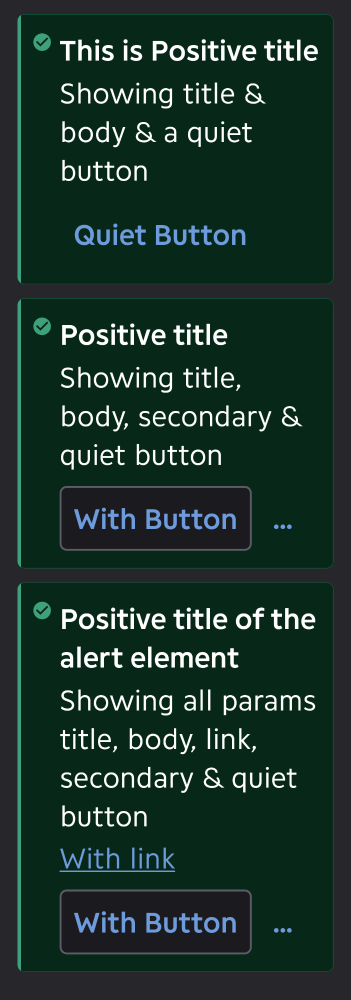 This is Positive title
Showing title &
body & a quiet
button
Quiet Button
Positive title
Showing title,
body, secondary &
quiet button
With Button
...
Positive title of the
alert element
Showing all params
title, body, link,
secondary & quiet
button
With link
With Button
...